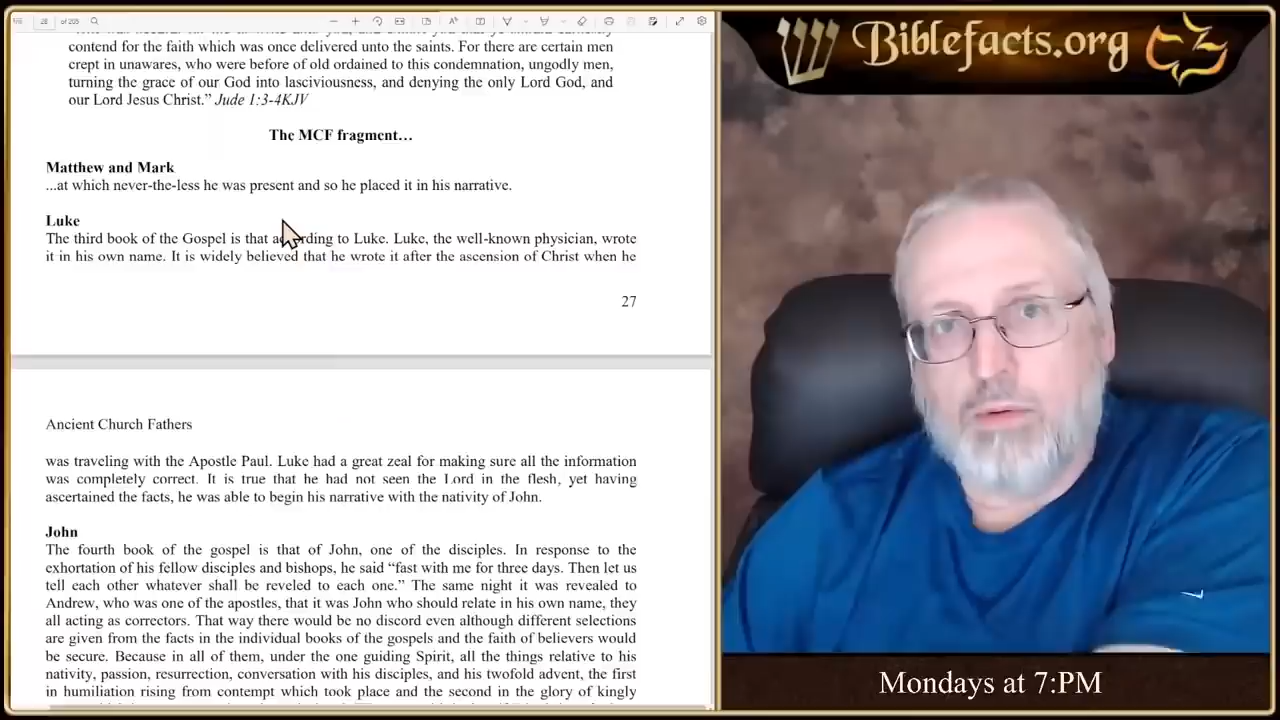 28 of 205
contend for the faith which was once delivered unto the saints. For there are certain men
crept in unawares, who were before of old ordained to this condemnation, ungodly men,
turning the grace of our God into lasciviousness, and denying the only Lord God, and
our Lord Jesus Christ.” Jude 1:3-4KJV
The MCF fragment…
Matthew and Mark
...at which never-the-less he was present and so he placed it in his narrative.
Luke
The third book of the Gospel is that according to Luke. Luke, the well-known physician, wrote
it in his own name. It is widely believed that he wrote it after the ascension of Christ when he
27
Ancient Church Fathers
was traveling with the Apostle Paul. Luke had a great zeal for making sure all the information
was completely correct. It is true that he had not seen the Lord in the flesh, yet having
ascertained the facts, he was able to begin his narrative with the nativity of John.
John
The fourth book of the gospel is that of John, one of the disciples. In response to the
exhortation of his fellow disciples and bishops, he said “fast with me for three days. Then let us
tell each other whatever shall be reveled to each one.” The same night it was revealed to
Andrew, who was one of the apostles, that it was John who should relate in his own name, they
all acting as correctors. That way there would be no discord even although different selections
are given from the facts in the individual books of the gospels and the faith of believers would
be secure. Because in all of them, under the one guiding Spirit, all the things relative to his
nativity, passion, resurrection, conversation with his disciples, and his twofold advent, the first
in humiliation rising from contempt which took place and the second in the glory of kingly
Biblefacts.org
Mondays at 7:PM